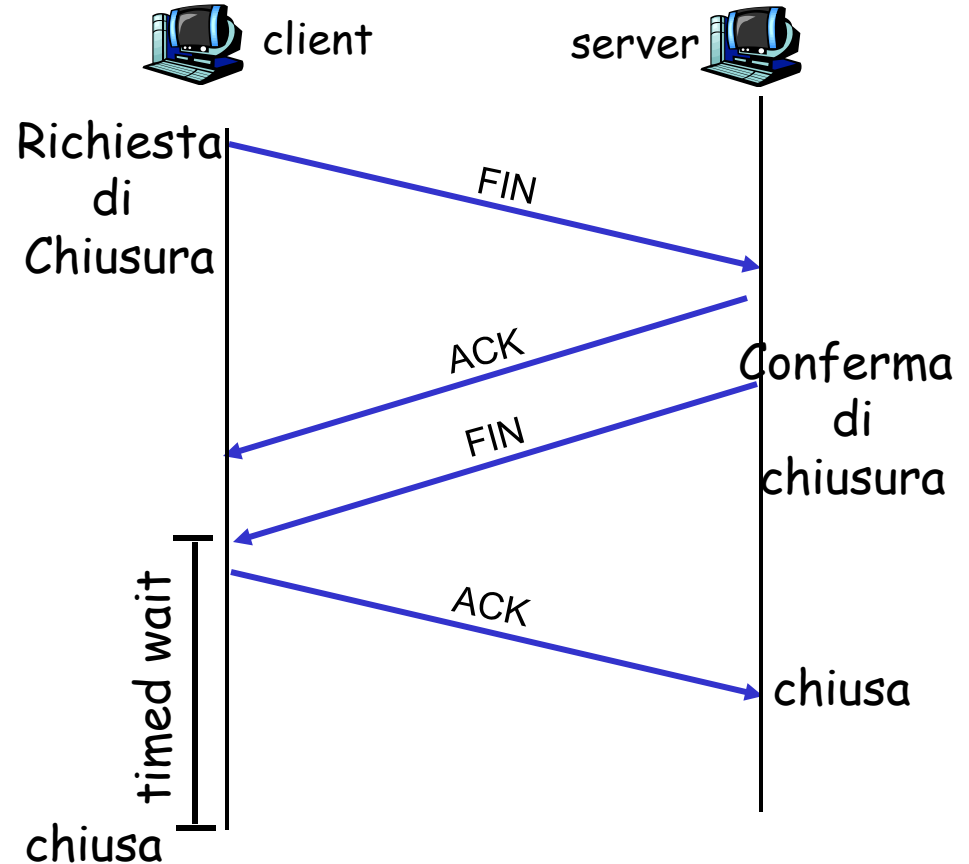 client
server
Richiesta
di
Chiusura
FIN
ACK
Conferma
di
chiusura
FIN
timed wait
ACK
chiusa
chiusa